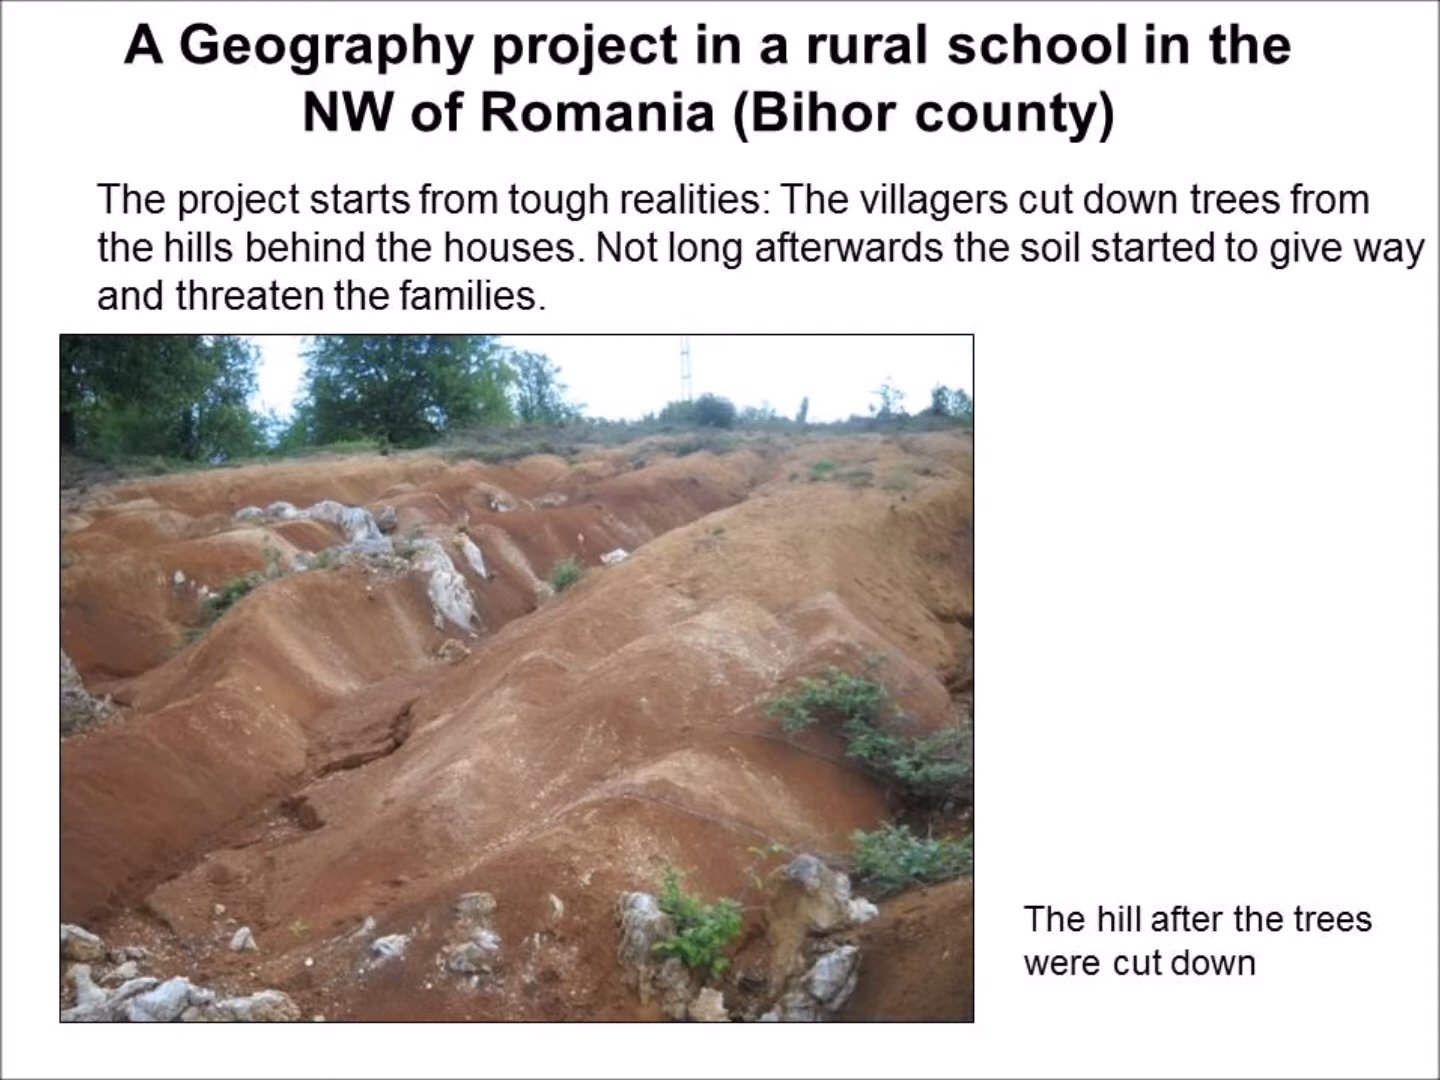 A Geography project in a rural school in the
NW of Romania (Bihor county)
The project starts from tough realities: The villagers cut down trees from
the hills behind the houses. Not long afterwards the soil started to give way
and threaten the families.
The hill after the trees
were cut down